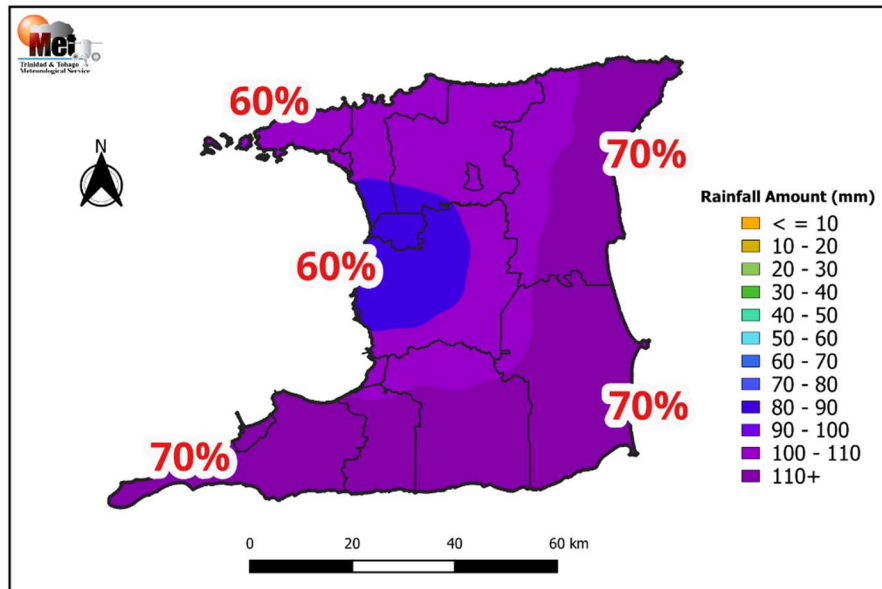 Met
Trinidad & Tobago
Meteorological Service
N
60%
70%
60%
70%
70%
Rainfall Amount (mm)
< = 10
10 - 20
20 - 30
30 - 40
40 - 50
50 - 60
60 - 70
70 - 80
80 - 90
90 - 100
100 - 110
110+
0 20 40 60 km